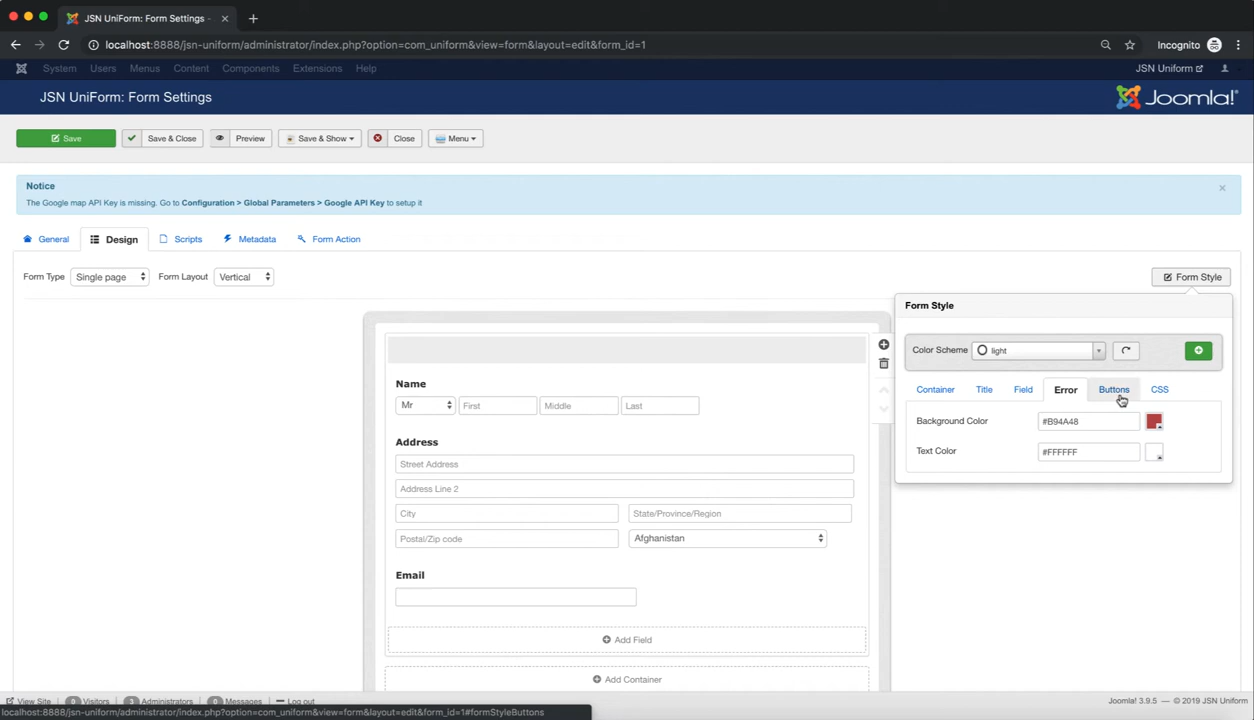 JSN UniForm: Form Settings -
localhost:8888/jsn-uniform/administrator/index.php?option=com_uniform&view=form&layout=edit&form_id=1
Incognito
System Users Menus Content Components Extensions Help
JSN Uniform
JSN UniForm: Form Settings
Joomla!®
Save
Save & Close
Preview
Save & Show
Close
Menu
Notice
The Google map API Key is missing. Go to Configuration > Global Parameters > Google API Key to setup it
General
Design
Scripts
Metadata
Form Action
Form Type Single page Form Layout Vertical
Form Style
Form Style
Color Scheme light
Container Title Field Error Buttons CSS
Background Color #B94A48
Text Color #FFFFFF
Name
Mr First Middle Last
Address
Street Address
Address Line 2
City State/Province/Region
Postal/Zip code Afghanistan
Email
Add Field
Add Container
View Site 0 Visitors 3 Administrators 0 Messages Log out
Joomla! 3.9.5 — © 2019 JSN Uniform
localhost:8888/jsn-uniform/administrator/index.php?option=com_uniform&view=form&layout=edit&form_id=1#formStyleButtons